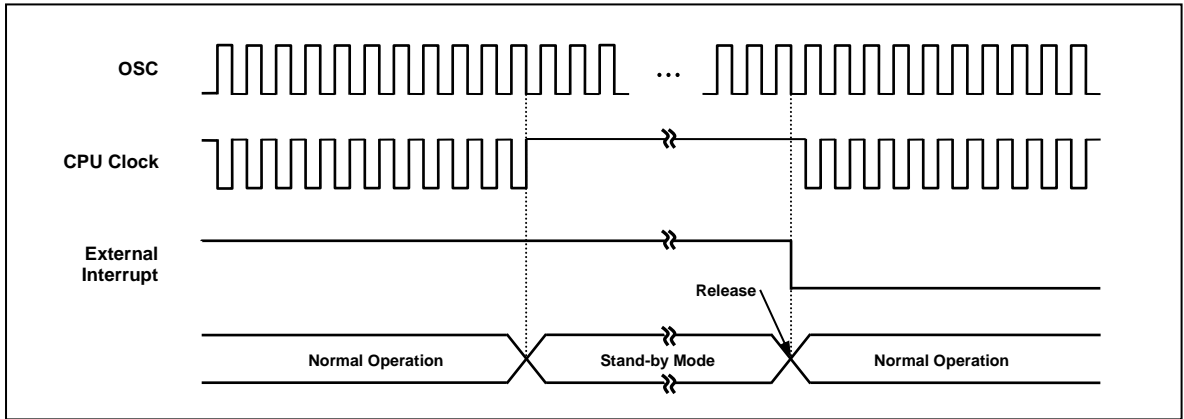 OSC
...
CPU Clock
External
Interrupt
Release
Normal Operation
Stand-by Mode
Normal Operation